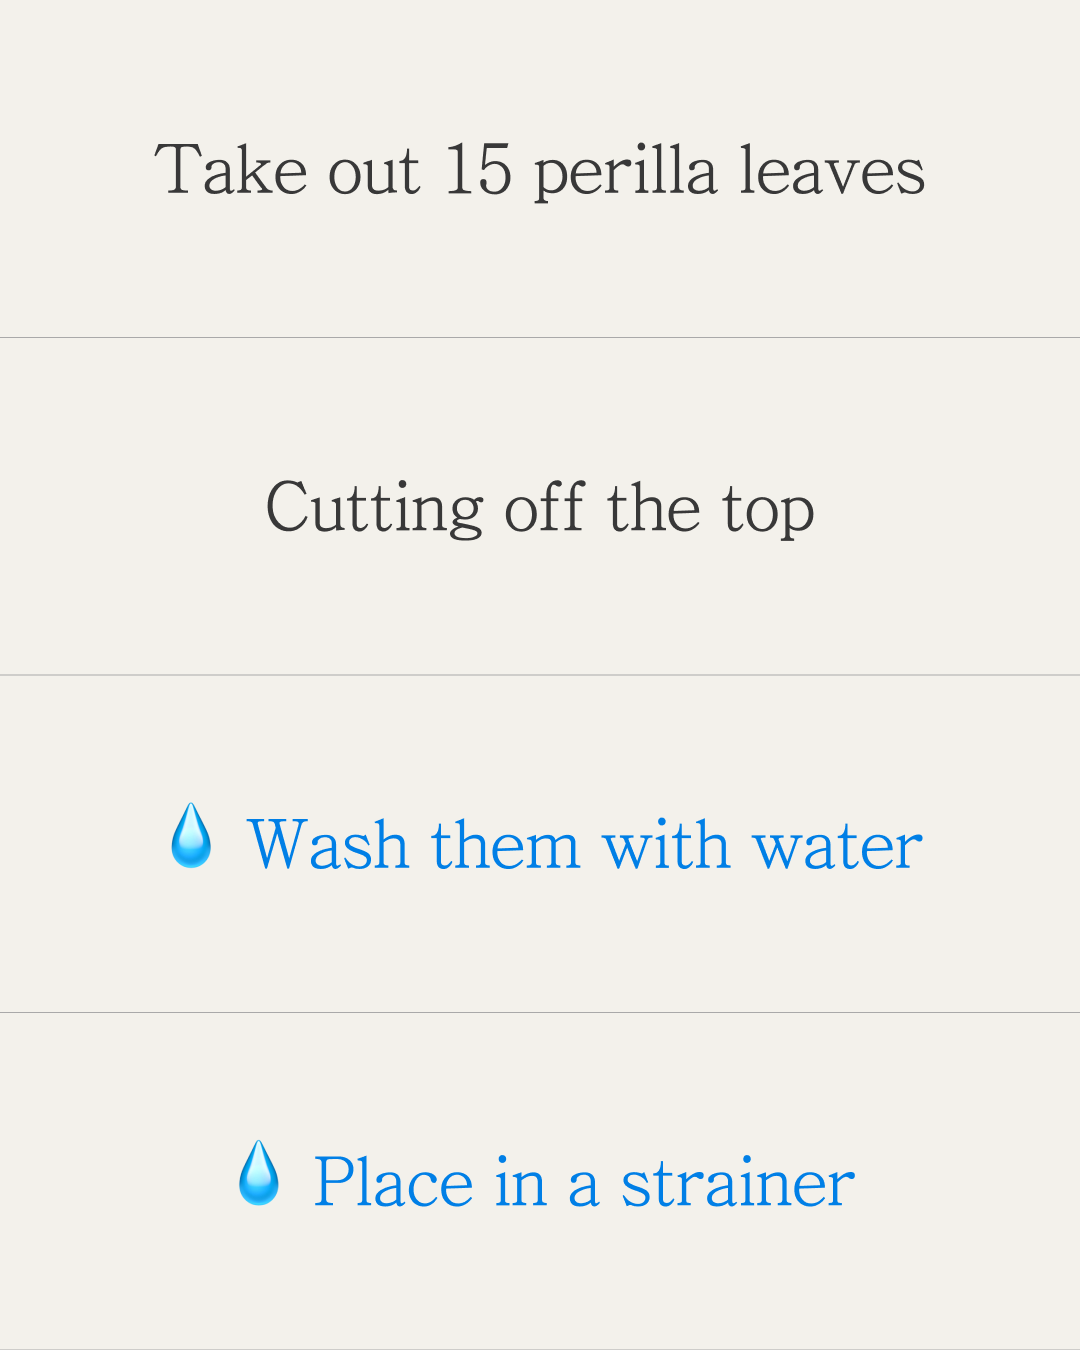 Take out 15 perilla leaves
Cutting off the top
💧 Wash them with water
💧 Place in a strainer